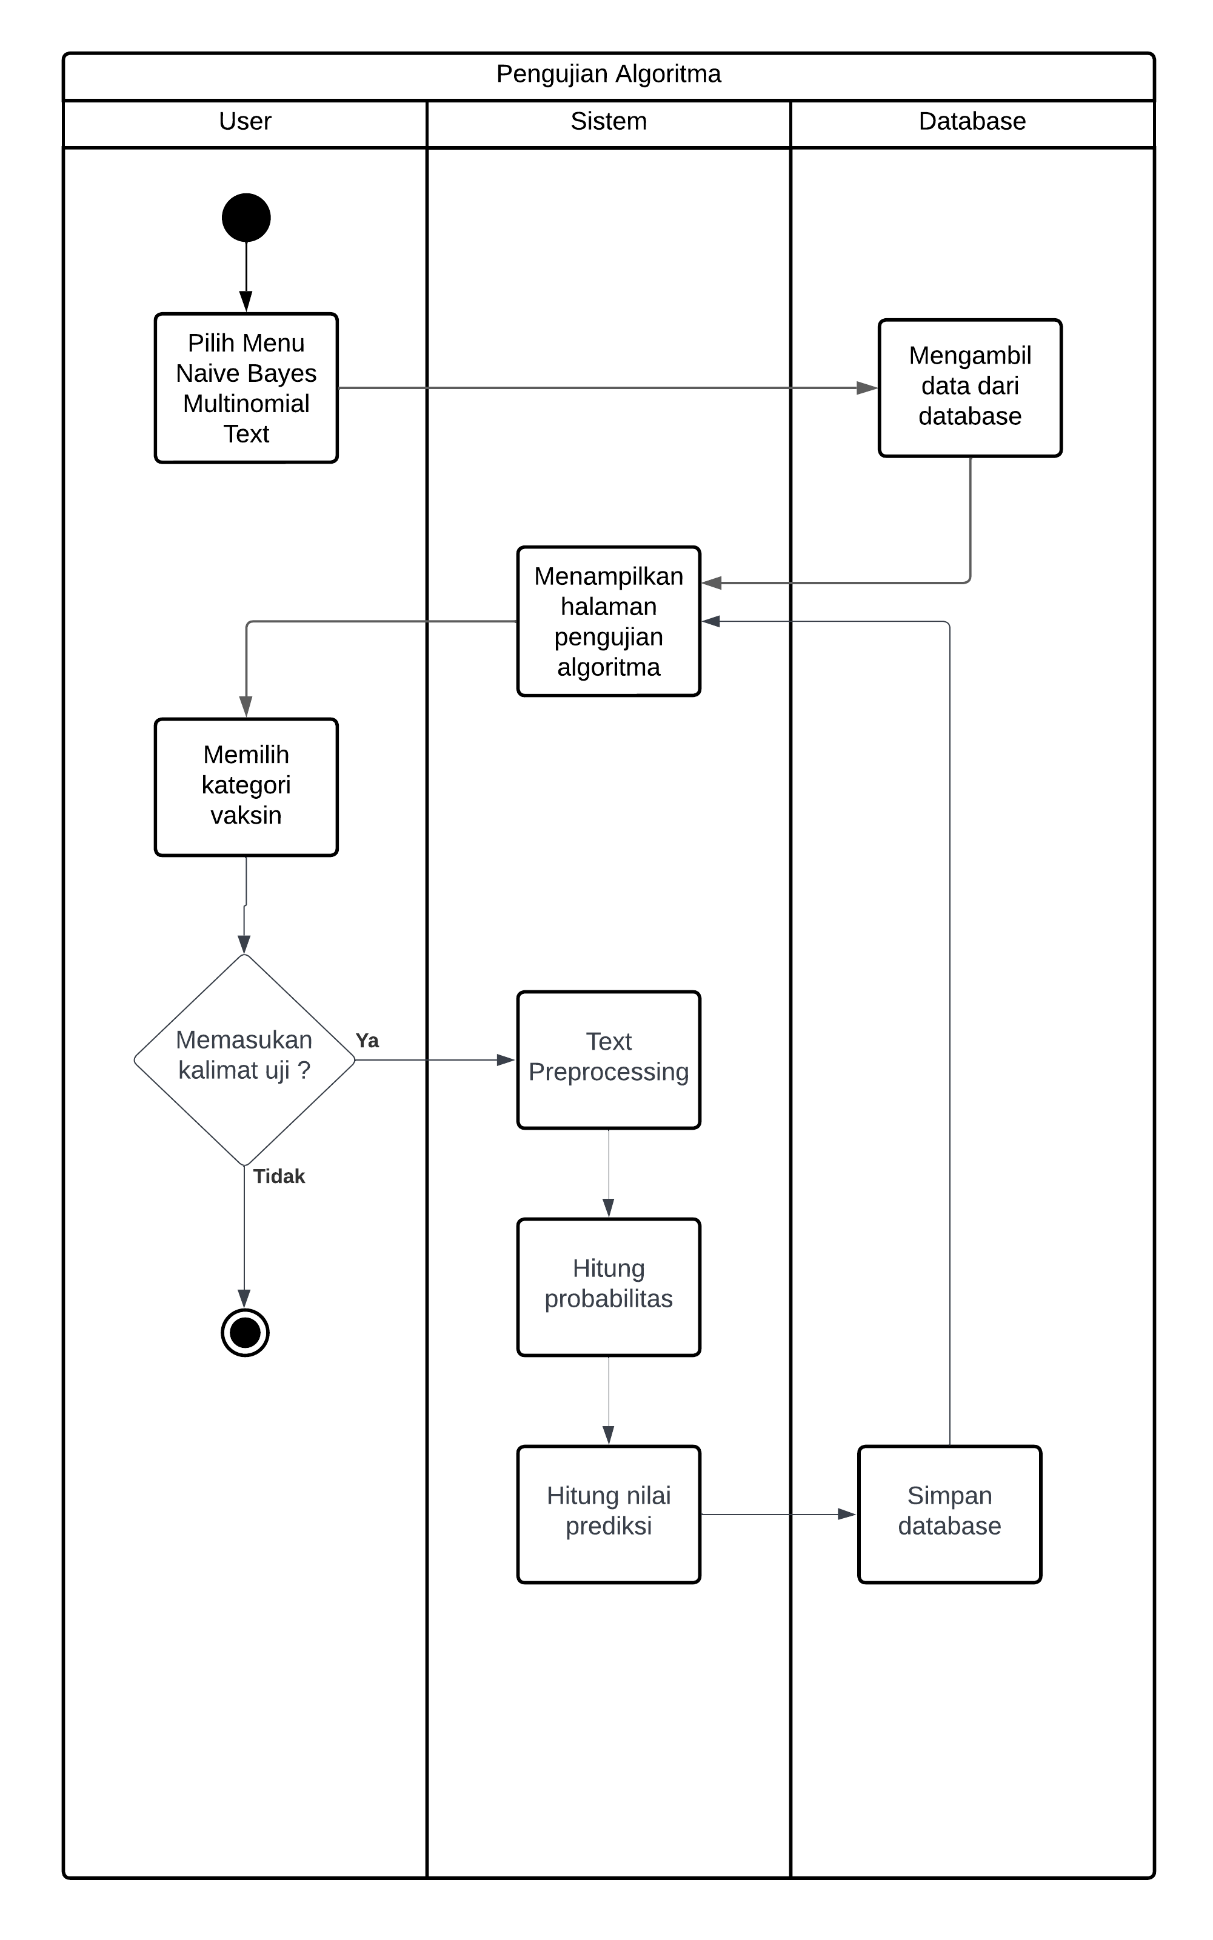 Pengujian Algoritma
User
Sistem
Database
Pilih Menu
Naive Bayes
Multinomial
Text
Mengambil
data dari
database
Menampilkan
halaman
pengujian
algoritma
Memilih
kategori
vaksin
Memasukan
kalimat uji ?
Ya
Tidak
Text
Preprocessing
Hitung
probabilitas
Hitung nilai
prediksi
Simpan
database